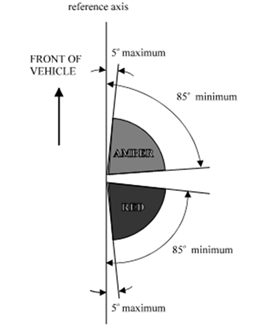 reference axis
FRONT OF
VEHICLE
5° maximum
85° minimum
AMBER
RED
85° minimum
5° maximum